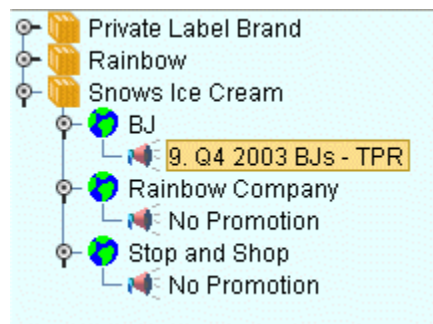 Private Label Brand
Rainbow
Snows Ice Cream
BJ
9. Q4 2003 BJs - TPR
Rainbow Company
No Promotion
Stop and Shop
No Promotion